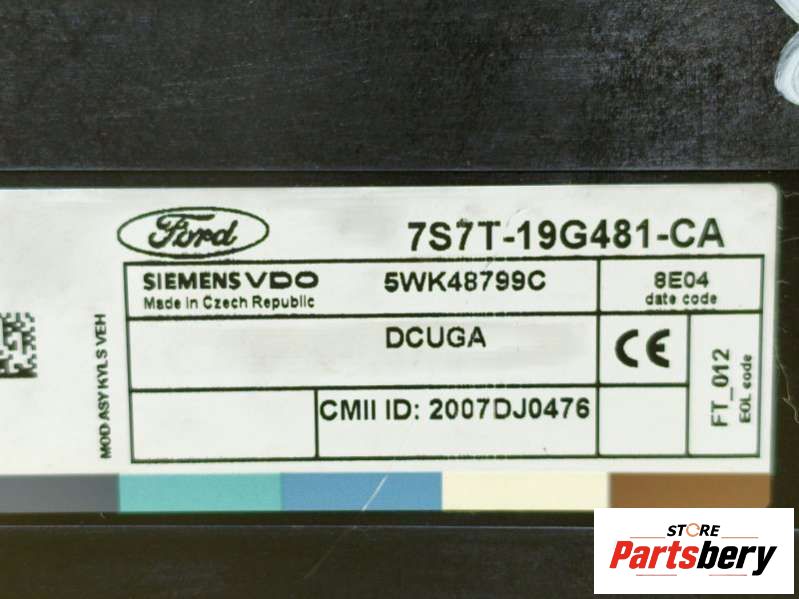 Ford
7S7T-19G481-CA
SIEMENS VDO
Made in Czech Republic
5WK48799C
8E04
date code
DCUGA
CE
CMII ID: 2007DJ0476
FT_012
EOL code
MOD ASY KYLS VEH
STORE
Partsbery